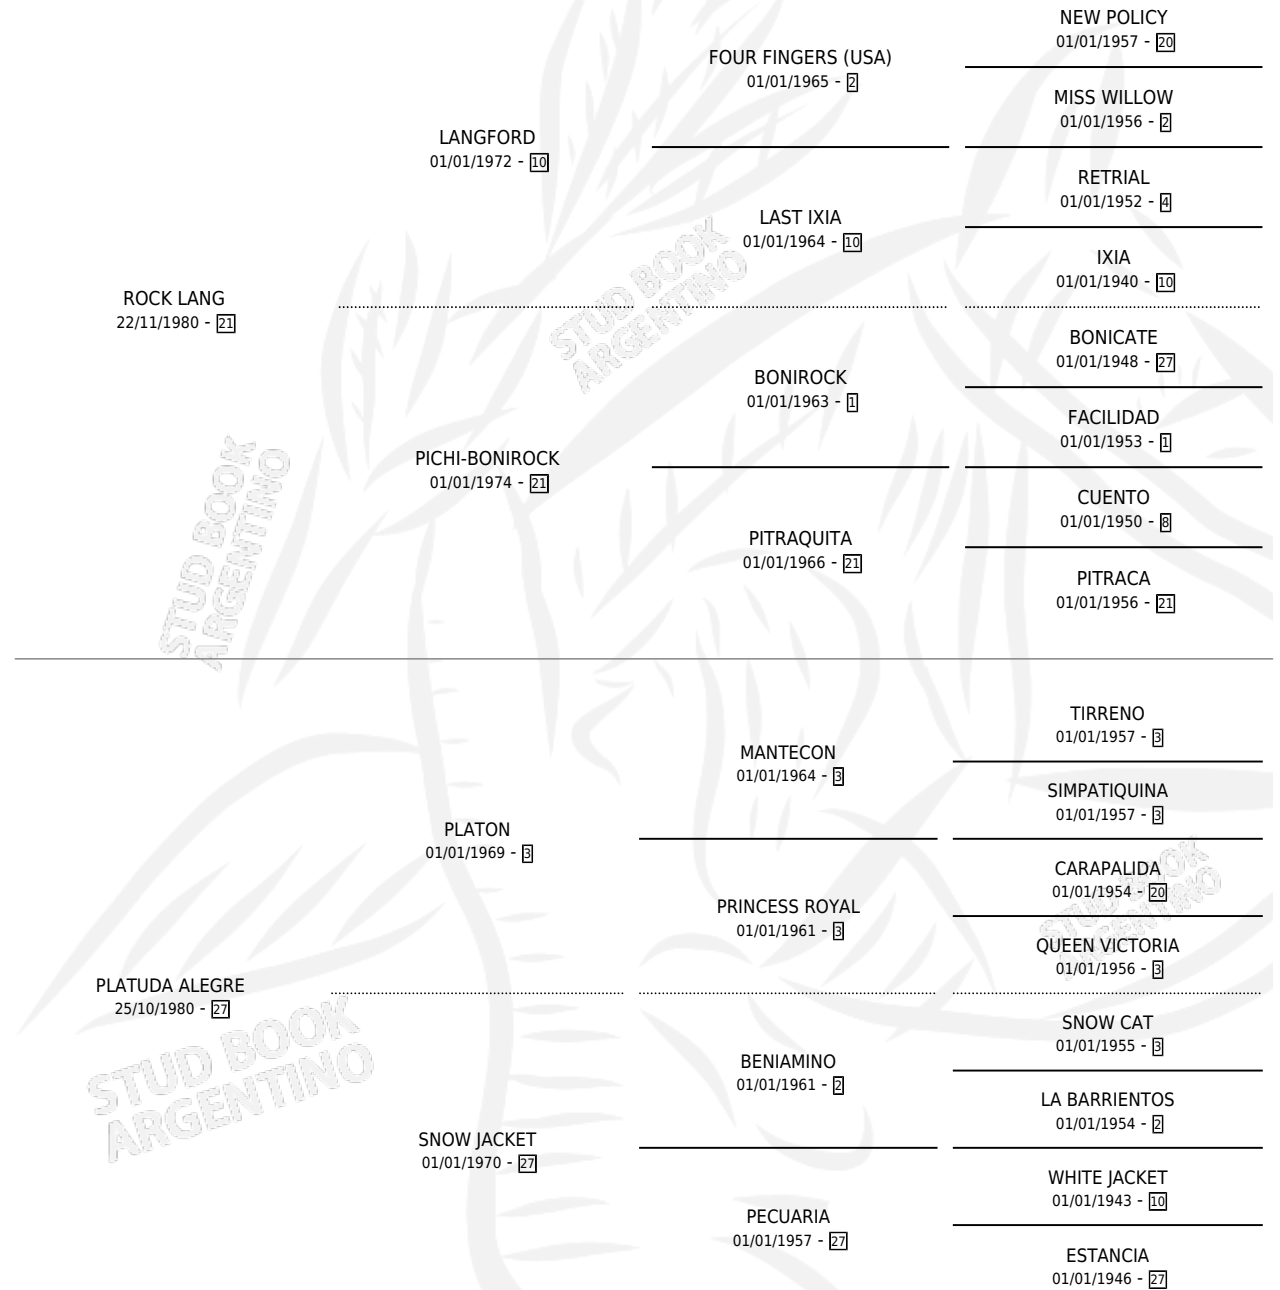 NEW POLICY
01/01/1957 - 20
FOUR FINGERS (USA)
01/01/1965 - 2
MISS WILLOW
01/01/1956 - 2
LANGFORD
01/01/1972 - 10
RETRIAL
01/01/1952 - 4
LAST IXIA
01/01/1964 - 10
IXIA
01/01/1940 - 10
ROCK LANG
22/11/1980 - 21
BONICATE
01/01/1948 - 27
BONIROCK
01/01/1963 - 1
FACILIDAD
01/01/1953 - 1
PICHI-BONIROCK
01/01/1974 - 21
CUENTO
01/01/1950 - 8
PITRAQUITA
01/01/1966 - 21
PITRACA
01/01/1956 - 21
STUD BOOK
ARGENTINO
STUD BOOK
ARGENTINO
TIRRENO
01/01/1957 - 3
MANTECON
01/01/1964 - 3
SIMPATIQUINA
01/01/1957 - 3
PLATON
01/01/1969 - 3
CARAPALIDA
01/01/1954 - 20
PRINCESS ROYAL
01/01/1961 - 3
QUEEN VICTORIA
01/01/1956 - 3
STUD BOOK
ARGENTINO
PLATUDA ALEGRE
25/10/1980 - 27
SNOW CAT
01/01/1955 - 3
BENIAMINO
01/01/1961 - 2
LA BARRIENTOS
01/01/1954 - 2
STUD BOOK
ARGENTINO
SNOW JACKET
01/01/1970 - 27
WHITE JACKET
01/01/1943 - 10
PECUARIA
01/01/1957 - 27
ESTANCIA
01/01/1946 - 27